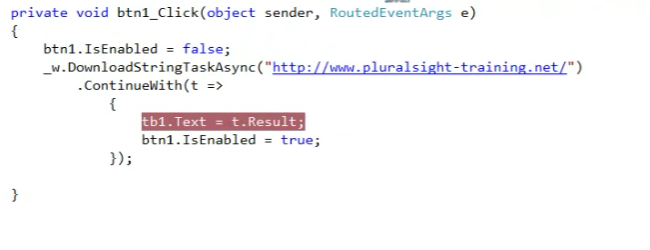 private void btn1_Click(object sender, RoutedEventArgs e)
{
btn1.IsEnabled = false;
_w.DownloadStringTaskAsync("http://www.pluralsight-training.net/")
.ContinueWith(t =>
{
tb1.Text = t.Result;
btn1.IsEnabled = true;
});
}